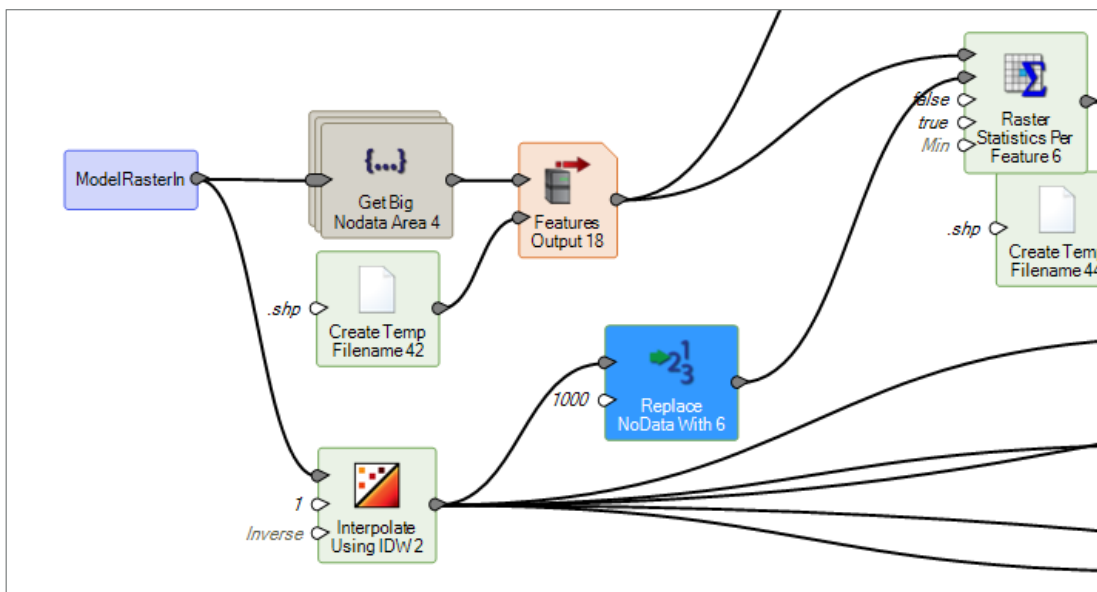 ModelRasterIn
{...}
Get Big
Nodata Area 4
Features
Output 18
.shp
Create Temp
Filename 42
false
true
Min
Raster
Statistics Per
Feature 6
.shp
Create Temp
Filename 44
1000
Replace
NoData With 6
1
Inverse
Interpolate
Using IDW 2